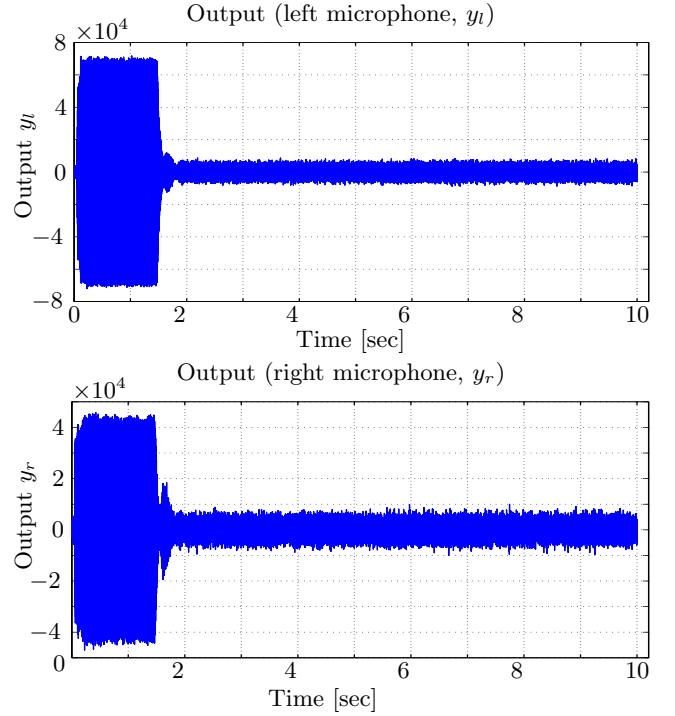 Output (left microphone, y_l)
×10^4
8
4
0
−4
−8
Output y_l
0 2 4 6 8 10
Time [sec]
Output (right microphone, y_r)
×10^4
4
2
0
−2
−4
Output y_r
0 2 4 6 8 10
Time [sec]